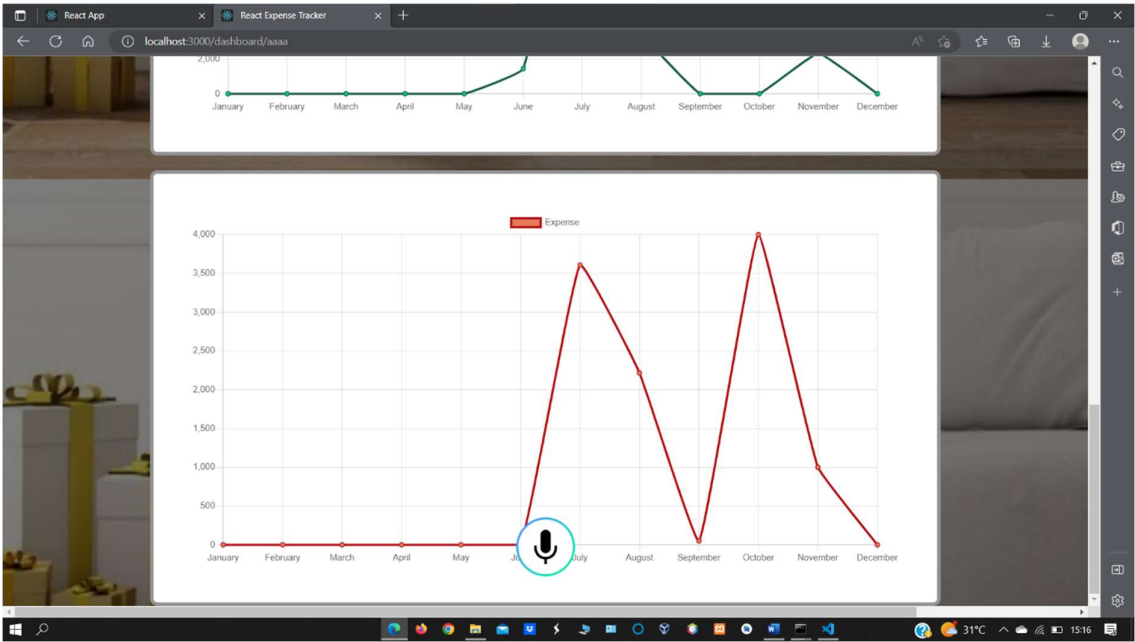 React App
React Expense Tracker
localhost:3000/dashboard/aaaa
2,000
0
January February March April May June July August September October November December
Expense
4,000
3,500
3,000
2,500
2,000
1,500
1,000
500
0
January February March April May July August September October November December
31°C 15:16